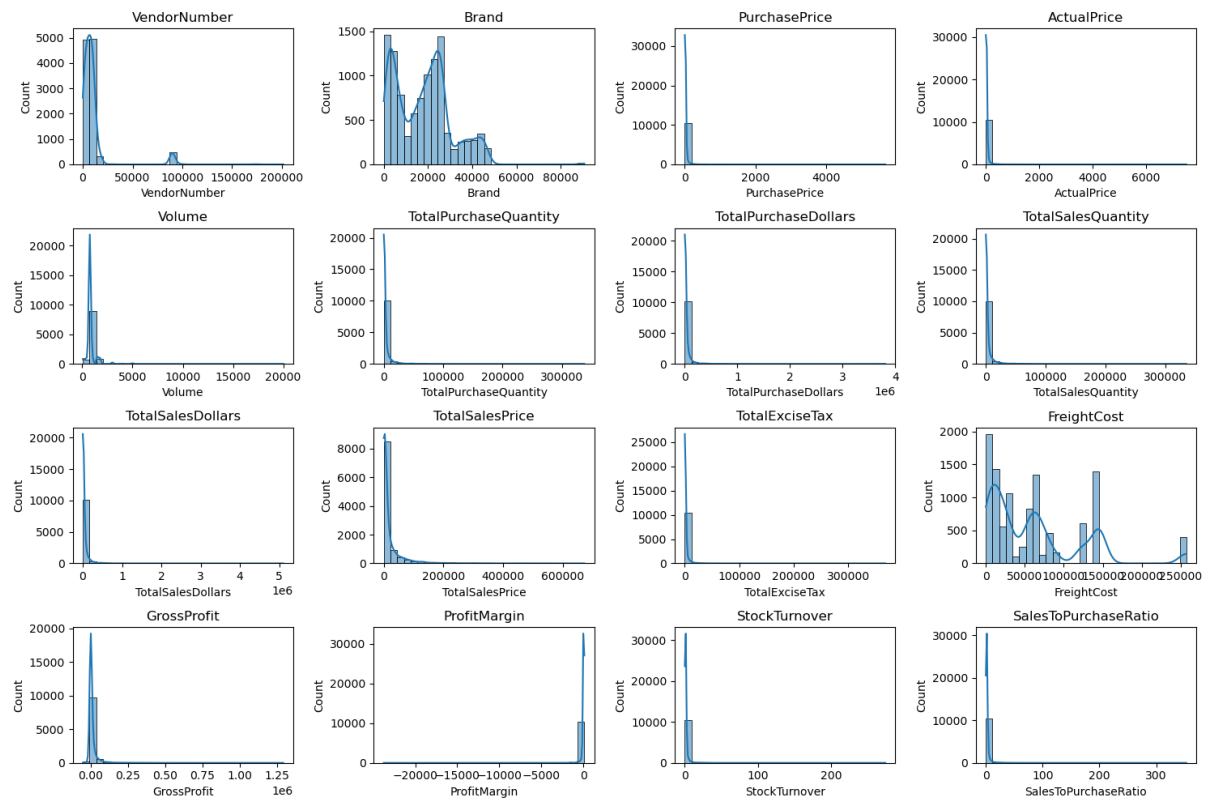 VendorNumber
Brand
PurchasePrice
ActualPrice
Count
5000
4000
3000
2000
1000
0
0 50000 100000 150000 200000
VendorNumber
Count
1500
1000
500
0
0 20000 40000 60000 80000
Brand
Count
30000
20000
10000
0
0 2000 4000
PurchasePrice
Count
30000
20000
10000
0
0 2000 4000 6000
ActualPrice
Volume
TotalPurchaseQuantity
TotalPurchaseDollars
TotalSalesQuantity
Count
20000
15000
10000
5000
0
0 5000 10000 15000 20000
Volume
Count
20000
15000
10000
5000
0
0 100000 200000 300000
TotalPurchaseQuantity
Count
20000
15000
10000
5000
0
0 1 2 3 4
1e6
TotalPurchaseDollars
Count
20000
15000
10000
5000
0
0 100000 200000 300000
TotalSalesQuantity
TotalSalesDollars
TotalSalesPrice
TotalExciseTax
FreightCost
Count
20000
15000
10000
5000
0
0 1 2 3 4 5
1e6
TotalSalesDollars
Count
8000
6000
4000
2000
0
0 200000 400000 600000
TotalSalesPrice
Count
25000
20000
15000
10000
5000
0
0 100000 200000 300000
TotalExciseTax
Count
2000
1500
1000
500
0
0 50000 100000 150000 200000 250000
FreightCost
GrossProfit
ProfitMargin
StockTurnover
SalesToPurchaseRatio
Count
20000
15000
10000
5000
0
0.00 0.25 0.50 0.75 1.00 1.25
1e6
GrossProfit
Count
30000
20000
10000
0
−20000 −15000 −10000 −5000 0
ProfitMargin
Count
30000
20000
10000
0
0 100 200
StockTurnover
Count
30000
20000
10000
0
0 100 200 300
SalesToPurchaseRatio